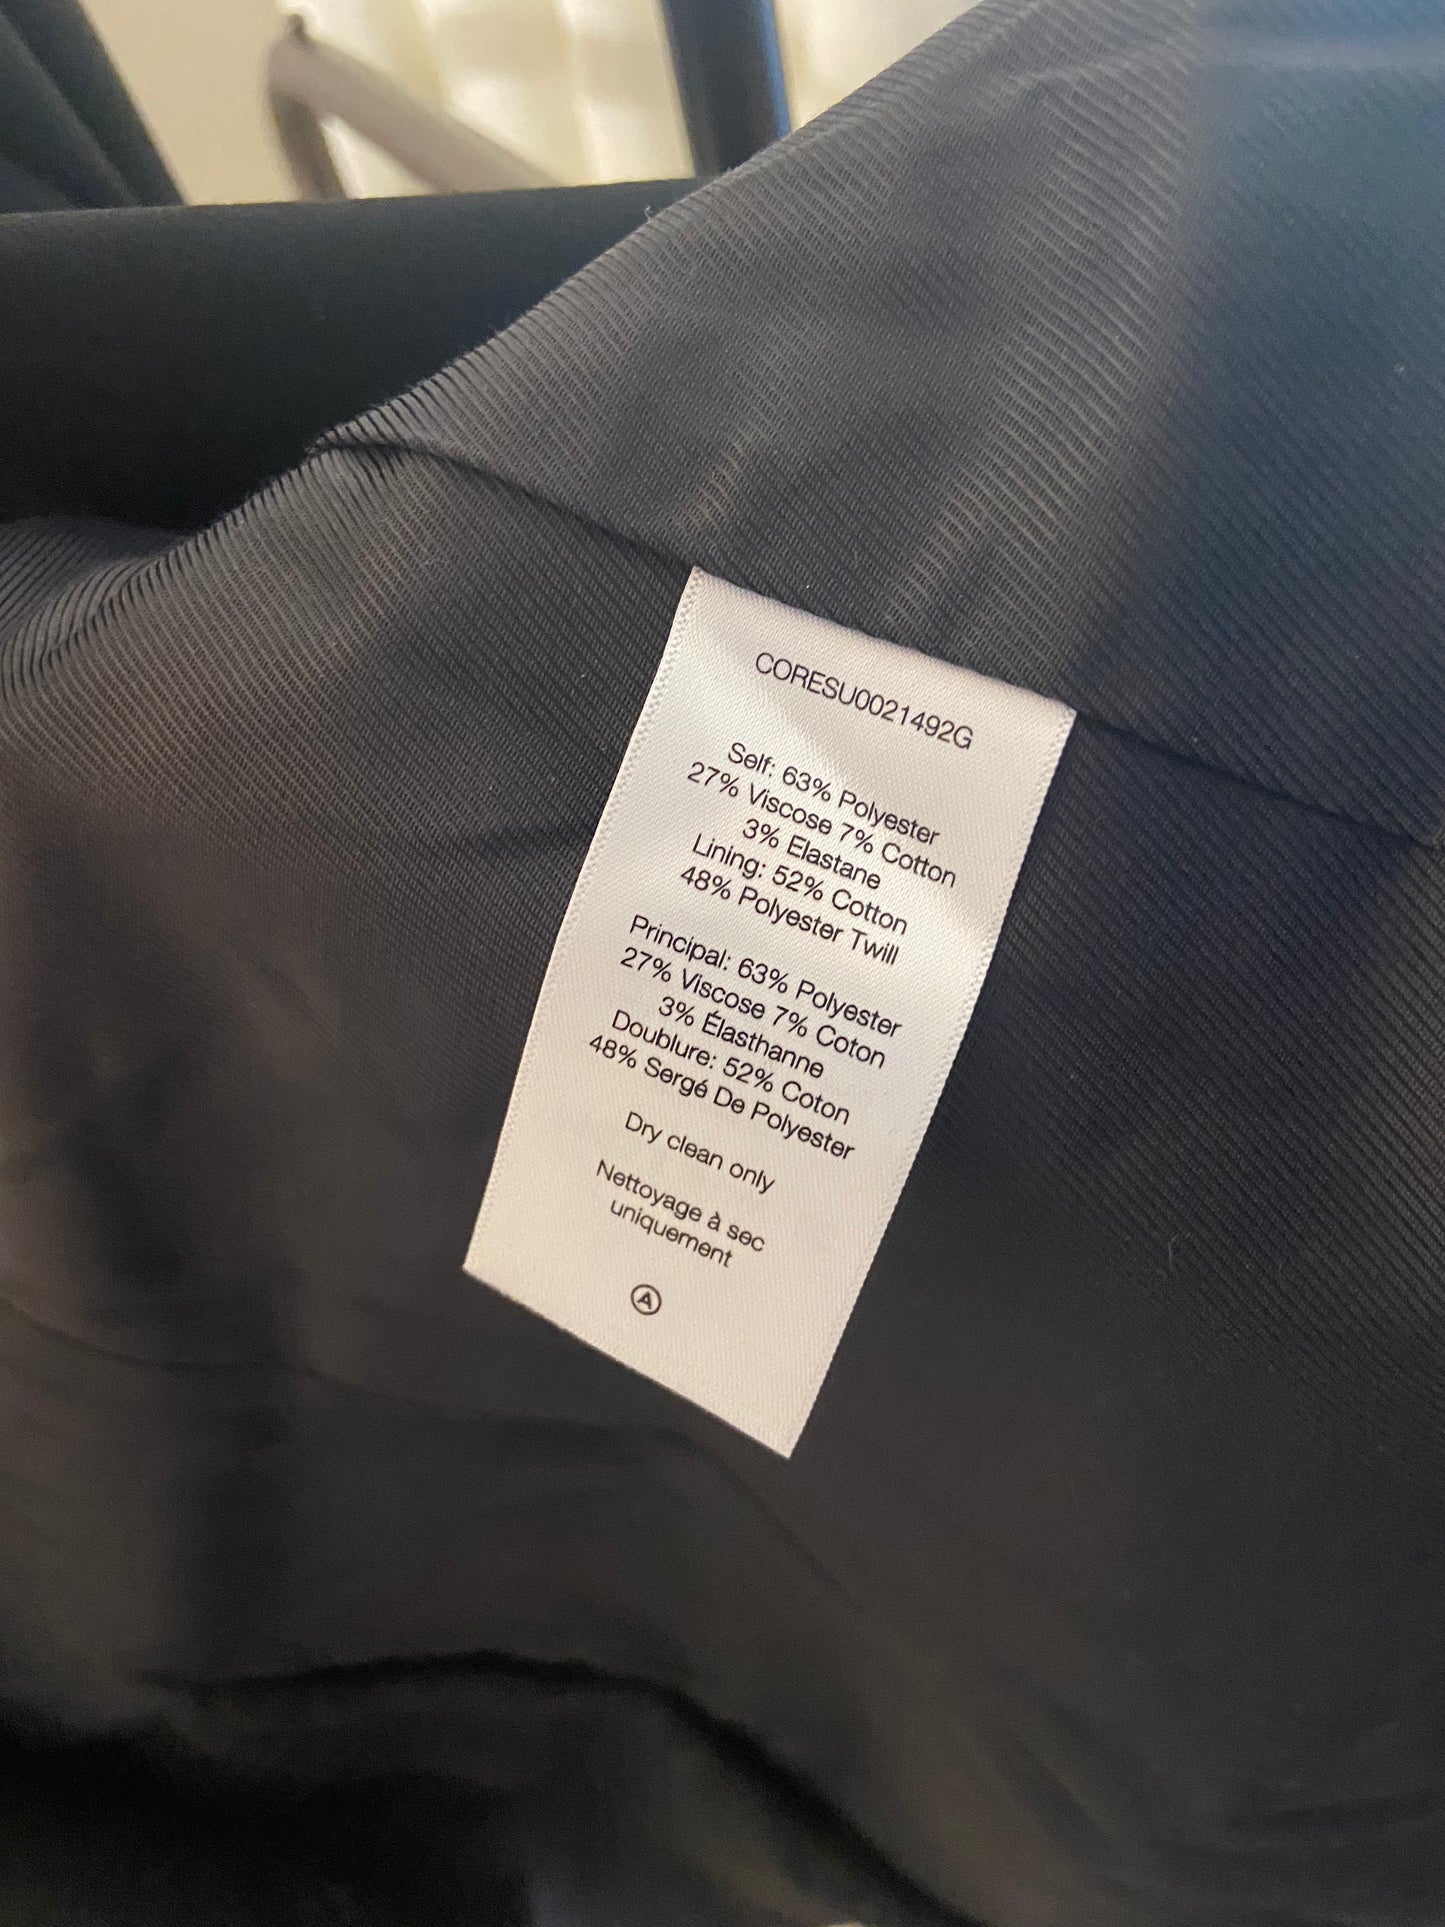 CORESU0021492G
Self: 63% Polyester
27% Viscose 7% Cotton
3% Elastane
Lining: 52% Cotton
48% Polyester Twill
Principal: 63% Polyester
27% Viscose 7% Coton
3% Élasthanne
Doublure: 52% Coton
48% Sergé De Polyester
Dry clean only
Nettoyage à sec
uniquement
A